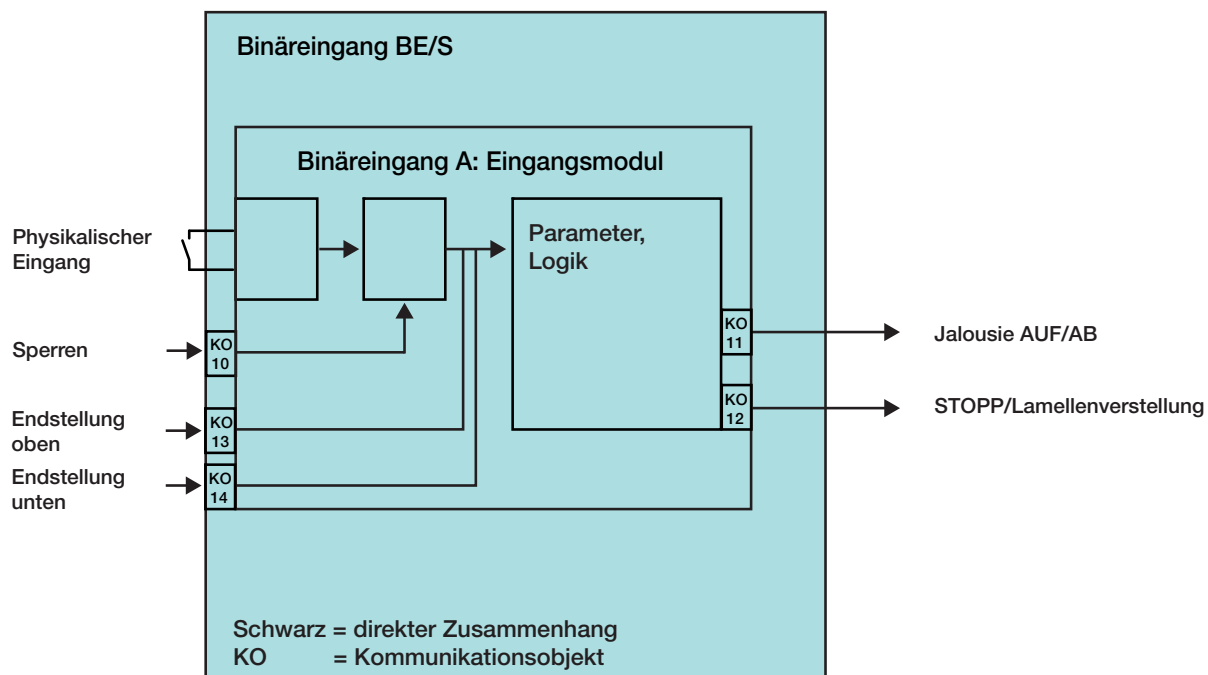 Binäreingang BE/S
Binäreingang A: Eingangsmodul
Physikalischer
Eingang
Parameter,
Logik
Sperren
KO
10
KO
11
Jalousie AUF/AB
Endstellung
oben
KO
13
KO
12
STOPP/Lamellenverstellung
Endstellung
unten
KO
14
Schwarz = direkter Zusammenhang
KO = Kommunikationsobjekt